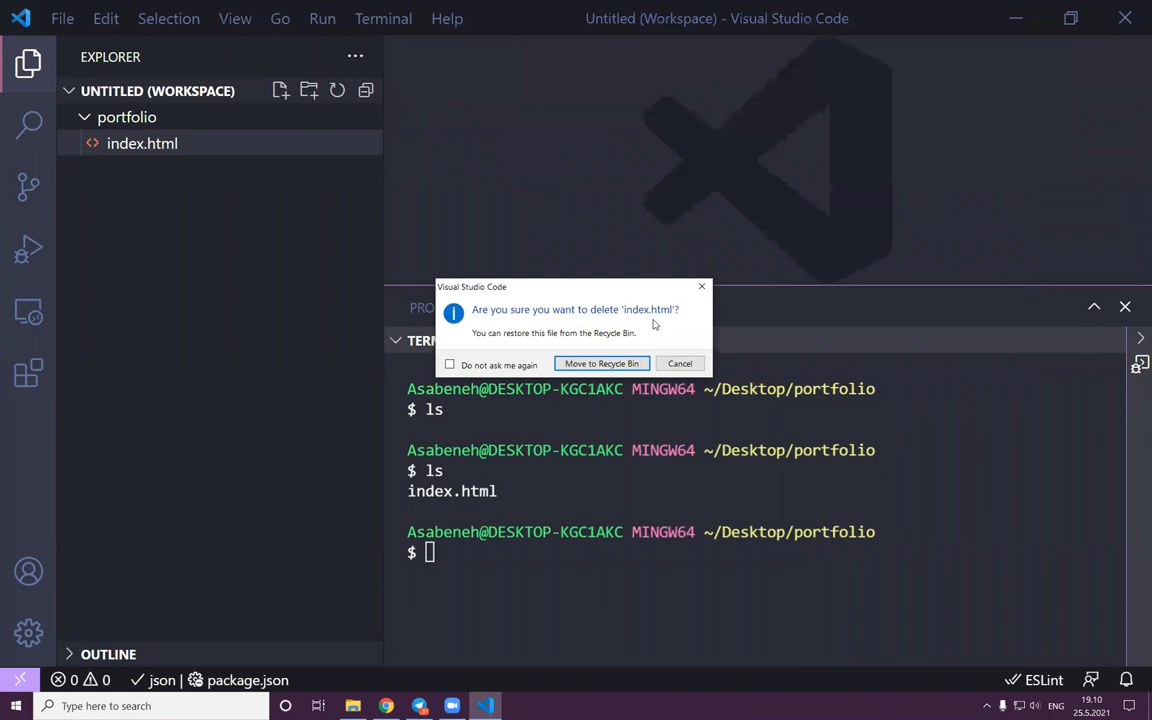 File Edit Selection View Go Run Terminal Help
Untitled (Workspace) - Visual Studio Code
EXPLORER
UNTITLED (WORKSPACE)
portfolio
index.html
Visual Studio Code
Are you sure you want to delete 'index.html'?
You can restore this file from the Recycle Bin.
Do not ask me again
Move to Recycle Bin
Cancel
PRO
TERM
Asabeneh@DESKTOP-KGC1AKC MINGW64 ~/Desktop/portfolio
$ ls
Asabeneh@DESKTOP-KGC1AKC MINGW64 ~/Desktop/portfolio
$ ls
index.html
Asabeneh@DESKTOP-KGC1AKC MINGW64 ~/Desktop/portfolio
$
OUTLINE
0 0 json | package.json
ESLint
Type here to search
ENG
19.10
25.5.2021